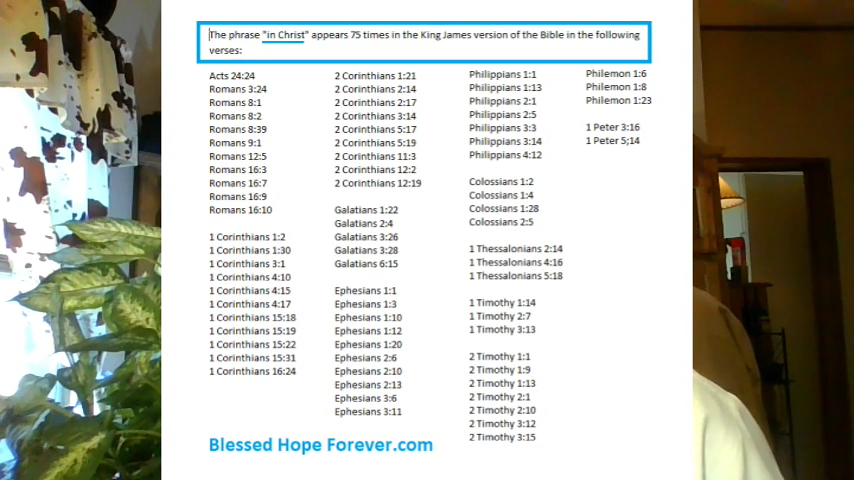 The phrase "in Christ" appears 75 times in the King James version of the Bible in the following
verses:
Acts 24:24
Romans 3:24
Romans 8:1
Romans 8:2
Romans 8:39
Romans 9:1
Romans 12:5
Romans 16:3
Romans 16:7
Romans 16:9
Romans 16:10
1 Corinthians 1:2
1 Corinthians 1:30
1 Corinthians 3:1
1 Corinthians 4:10
1 Corinthians 4:15
1 Corinthians 4:17
1 Corinthians 15:18
1 Corinthians 15:19
1 Corinthians 15:22
1 Corinthians 15:31
1 Corinthians 16:24
2 Corinthians 1:21
2 Corinthians 2:14
2 Corinthians 2:17
2 Corinthians 3:14
2 Corinthians 5:17
2 Corinthians 5:19
2 Corinthians 11:3
2 Corinthians 12:2
2 Corinthians 12:19
Galatians 1:22
Galatians 2:4
Galatians 3:26
Galatians 3:28
Galatians 6:15
Ephesians 1:1
Ephesians 1:3
Ephesians 1:10
Ephesians 1:12
Ephesians 1:20
Ephesians 2:6
Ephesians 2:10
Ephesians 2:13
Ephesians 3:6
Ephesians 3:11
Philippians 1:1
Philippians 1:13
Philippians 2:1
Philippians 2:5
Philippians 3:3
Philippians 3:14
Philippians 4:12
Colossians 1:2
Colossians 1:4
Colossians 1:28
Colossians 2:5
1 Thessalonians 2:14
1 Thessalonians 4:16
1 Thessalonians 5:18
1 Timothy 1:14
1 Timothy 2:7
1 Timothy 3:13
2 Timothy 1:1
2 Timothy 1:9
2 Timothy 1:13
2 Timothy 2:1
2 Timothy 2:10
2 Timothy 3:12
2 Timothy 3:15
Philemon 1:6
Philemon 1:8
Philemon 1:23
1 Peter 3:16
1 Peter 5;14
Blessed Hope Forever.com